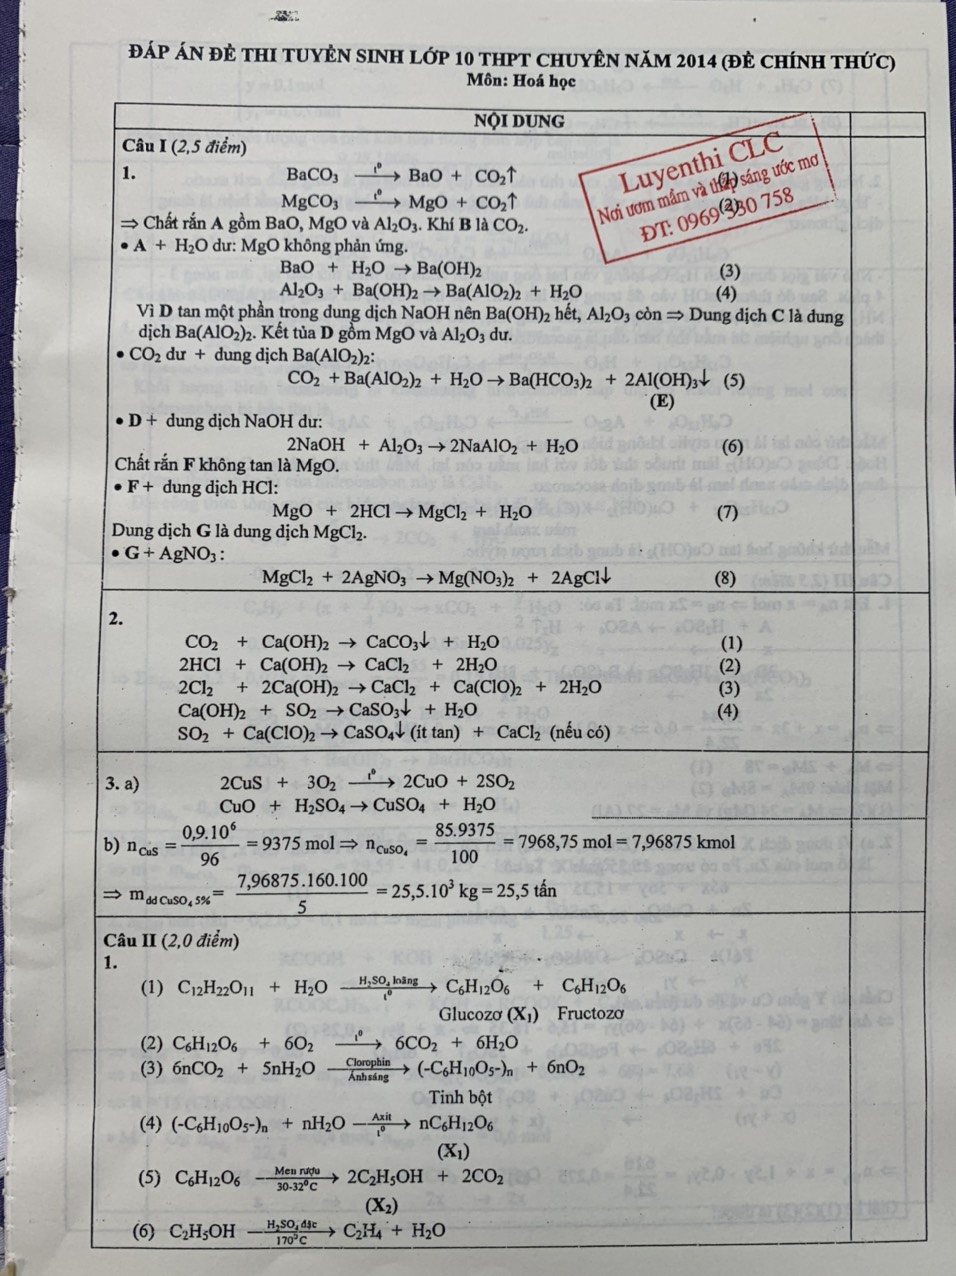 ĐÁP ÁN ĐỀ THI TUYỂN SINH LỚP 10 THPT CHUYÊN NĂM 2014 (ĐỀ CHÍNH THỨC)
Môn: Hoá học
NỘI DUNG
Câu I (2,5 điểm)
Luyenthi CLC
Nơi ươm mầm và thắp sáng ước mơ
ĐT: 0969 330 758
1. BaCO₃ —t⁰→ BaO + CO₂↑ (1)
MgCO₃ —t⁰→ MgO + CO₂↑ (2)
⇒ Chất rắn A gồm BaO, MgO và Al₂O₃. Khí B là CO₂.
• A + H₂O dư: MgO không phản ứng.
BaO + H₂O → Ba(OH)₂ (3)
Al₂O₃ + Ba(OH)₂ → Ba(AlO₂)₂ + H₂O (4)
Vì D tan một phần trong dung dịch NaOH nên Ba(OH)₂ hết, Al₂O₃ còn ⇒ Dung dịch C là dung
dịch Ba(AlO₂)₂. Kết tủa D gồm MgO và Al₂O₃ dư.
• CO₂ dư + dung dịch Ba(AlO₂)₂:
CO₂ + Ba(AlO₂)₂ + H₂O → Ba(HCO₃)₂ + 2Al(OH)₃↓ (5)
(E)
• D + dung dịch NaOH dư:
2NaOH + Al₂O₃ → 2NaAlO₂ + H₂O (6)
Chất rắn F không tan là MgO.
• F + dung dịch HCl:
MgO + 2HCl → MgCl₂ + H₂O (7)
Dung dịch G là dung dịch MgCl₂.
• G + AgNO₃ :
MgCl₂ + 2AgNO₃ → Mg(NO₃)₂ + 2AgCl↓ (8)
2.
CO₂ + Ca(OH)₂ → CaCO₃↓ + H₂O (1)
2HCl + Ca(OH)₂ → CaCl₂ + 2H₂O (2)
2Cl₂ + 2Ca(OH)₂ → CaCl₂ + Ca(ClO)₂ + 2H₂O (3)
Ca(OH)₂ + SO₂ → CaSO₃↓ + H₂O (4)
SO₂ + Ca(ClO)₂ → CaSO₄↓ (ít tan) + CaCl₂ (nếu có)
3. a) 2CuS + 3O₂ —t⁰→ 2CuO + 2SO₂
CuO + H₂SO₄ → CuSO₄ + H₂O
b) n_CuS = 0,9.10⁶/96 = 9375 mol ⇒ n_CuSO₄ = 85.9375/100 = 7968,75 mol = 7,96875 kmol
⇒ m_dd CuSO₄ 5% = 7,96875.160.100/5 = 25,5.10³ kg = 25,5 tấn
Câu II (2,0 điểm)
1.
(1) C₁₂H₂₂O₁₁ + H₂O —H₂SO₄ loãng/t⁰→ C₆H₁₂O₆ + C₆H₁₂O₆
Glucozơ (X₁) Fructozơ
(2) C₆H₁₂O₆ + 6O₂ —t⁰→ 6CO₂ + 6H₂O
(3) 6nCO₂ + 5nH₂O —Clorophin/Ánh sáng→ (-C₆H₁₀O₅-)ₙ + 6nO₂
Tinh bột
(4) (-C₆H₁₀O₅-)ₙ + nH₂O —Axit/t⁰→ nC₆H₁₂O₆
(X₁)
(5) C₆H₁₂O₆ —Men rượu/30-32⁰C→ 2C₂H₅OH + 2CO₂
(X₂)
(6) C₂H₅OH —H₂SO₄ đặc/170⁰C→ C₂H₄ + H₂O